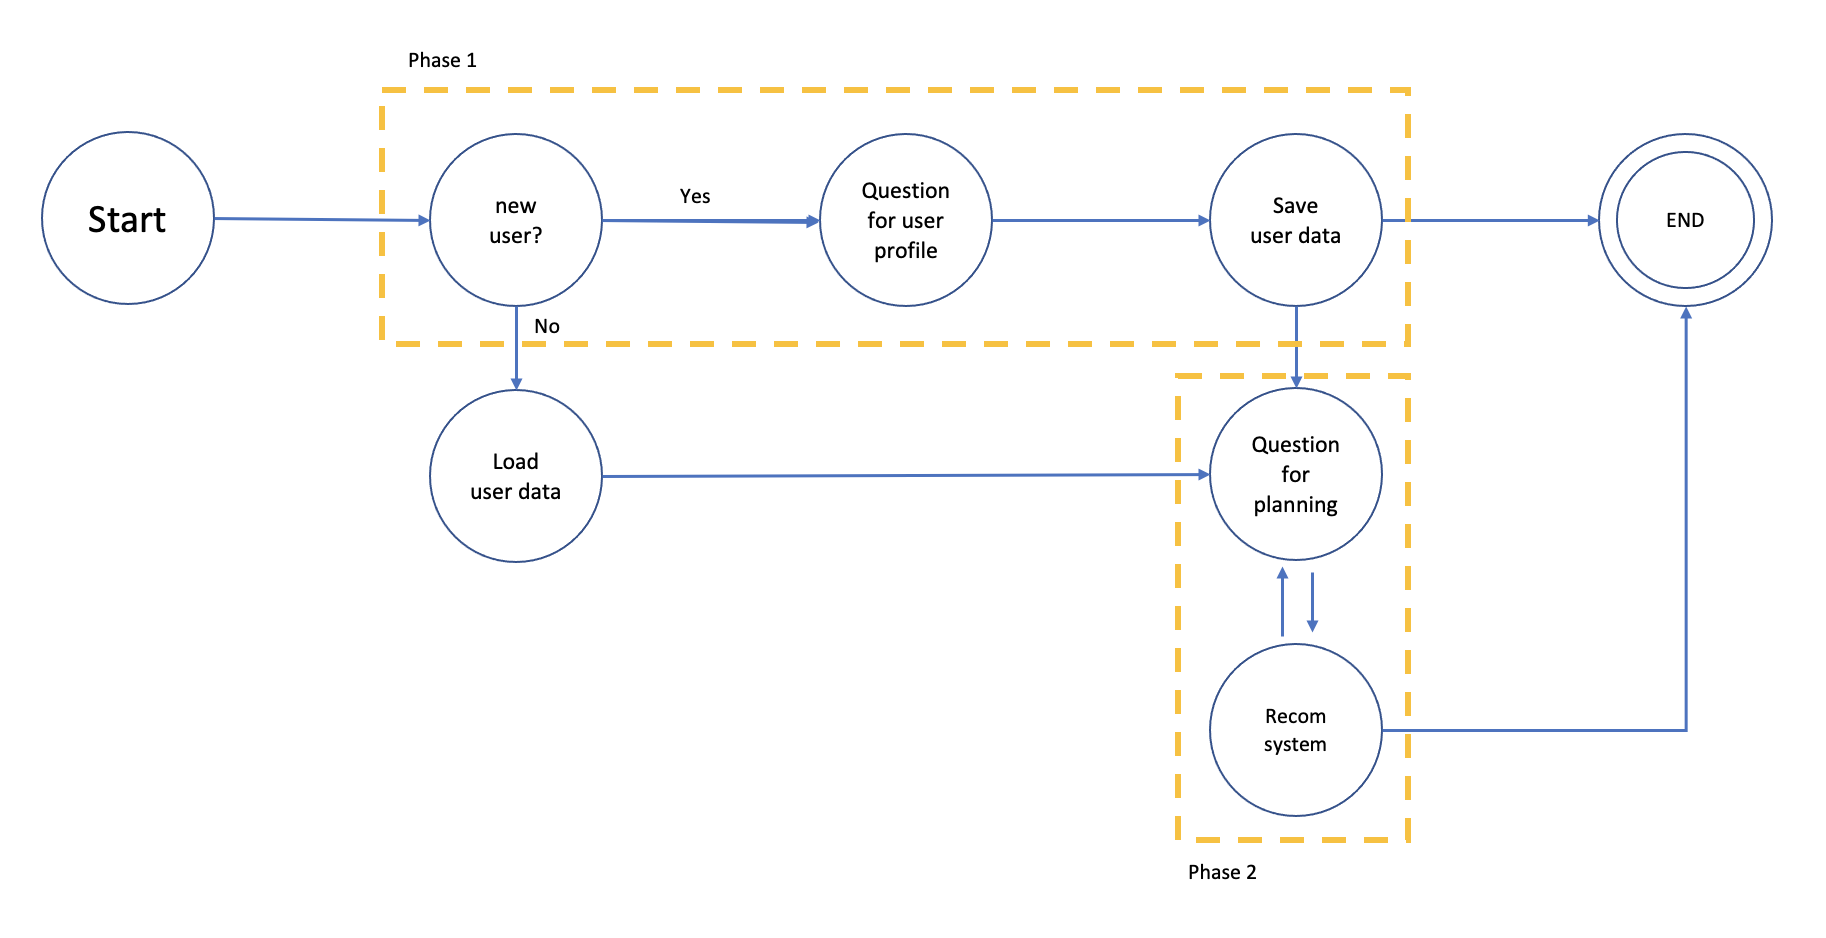 Phase 1
Start
new
user?
Yes
Question
for user
profile
Save
user data
END
No
Load
user data
Question
for
planning
Recom
system
Phase 2